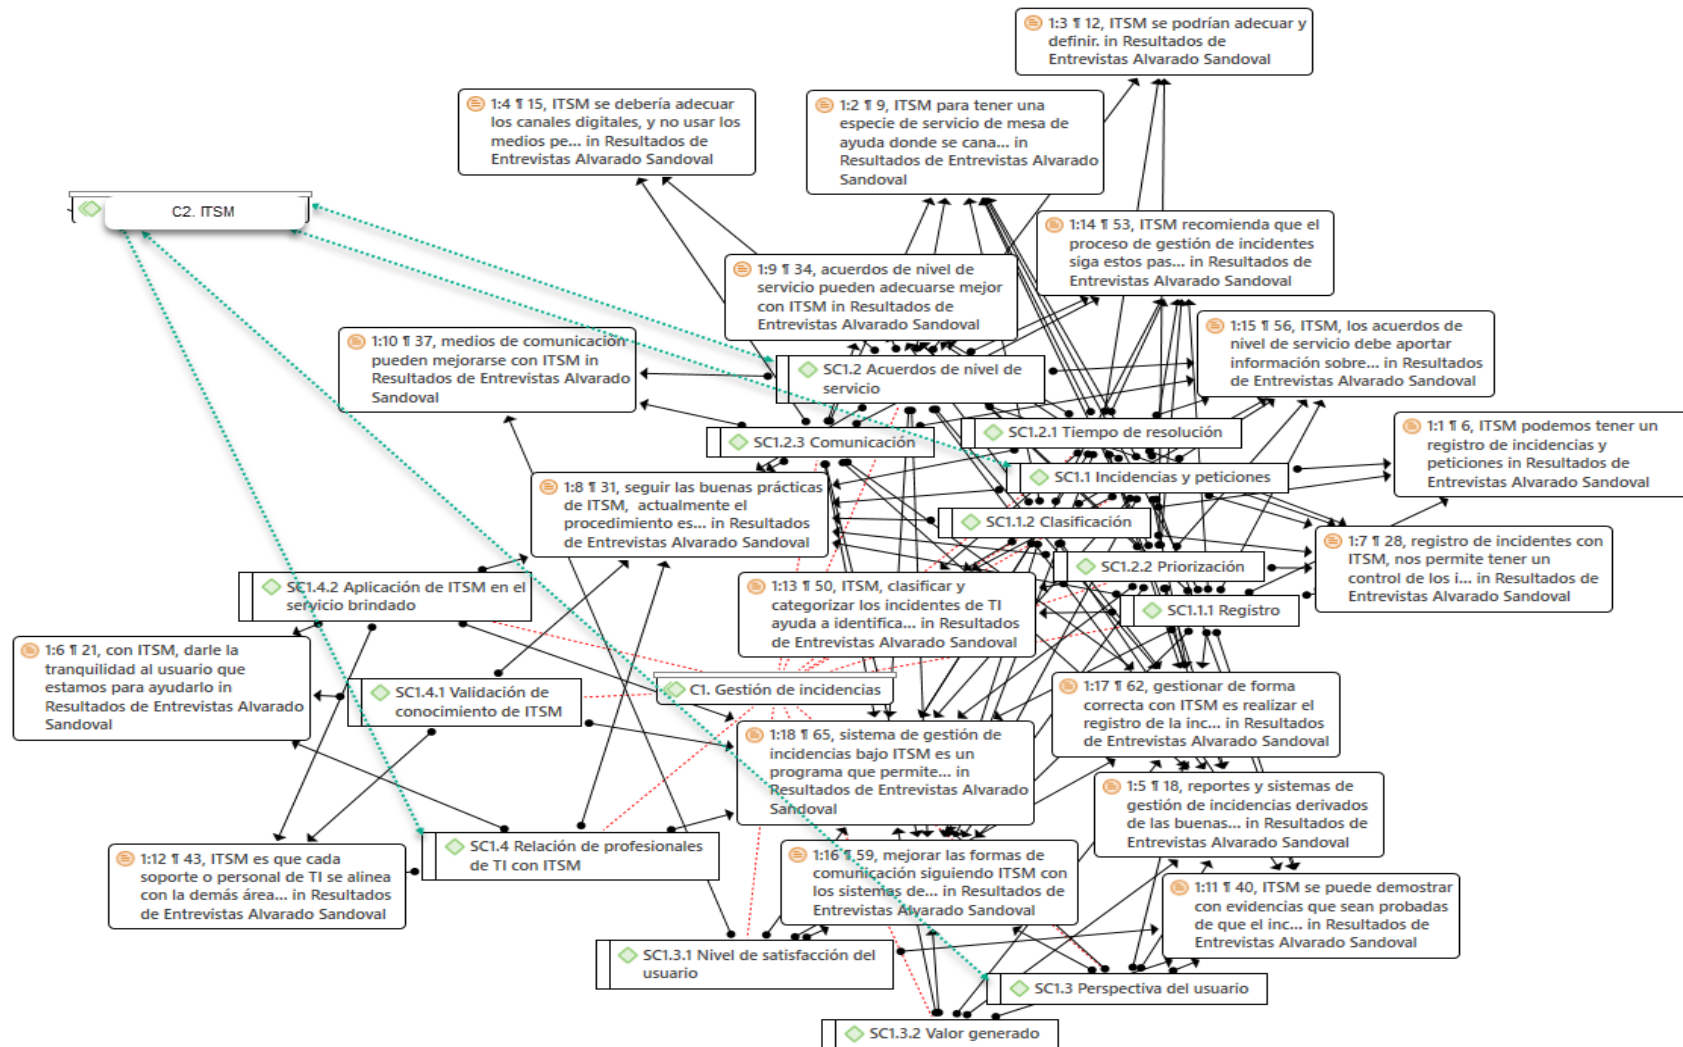 1:3 ¶ 12, ITSM se podrían adecuar y
definir. in Resultados de
Entrevistas Alvarado Sandoval
1:4 ¶ 15, ITSM se debería adecuar
los canales digitales, y no usar los
medios pe... in Resultados de
Entrevistas Alvarado Sandoval
1:2 ¶ 9, ITSM para tener una
especie de servicio de mesa de
ayuda donde se cana... in
Resultados de Entrevistas Alvarado
Sandoval
C2. ITSM
1:14 ¶ 53, ITSM recomienda que el
proceso de gestión de incidentes
siga estos pas... in Resultados de
Entrevistas Alvarado Sandoval
1:9 ¶ 34, acuerdos de nivel de
servicio pueden adecuarse mejor
con ITSM in Resultados de
Entrevistas Alvarado Sandoval
1:15 ¶ 56, ITSM, los acuerdos de
nivel de servicio debe aportar
información sobre... in Resultados
de Entrevistas Alvarado Sandoval
1:10 ¶ 37, medios de comunicación
pueden mejorarse con ITSM in
Resultados de Entrevistas Alvarado
Sandoval
SC1.2 Acuerdos de nivel de
servicio
SC1.2.3 Comunicación
SC1.2.1 Tiempo de resolución
1:1 ¶ 6, ITSM podemos tener un
registro de incidencias y
peticiones in Resultados de
Entrevistas Alvarado Sandoval
SC1.1 Incidencias y peticiones
1:8 ¶ 31, seguir las buenas prácticas
de ITSM, actualmente el
procedimiento es... in Resultados
de Entrevistas Alvarado Sandoval
SC1.1.2 Clasificación
1:7 ¶ 28, registro de incidentes con
ITSM, nos permite tener un
control de los i... in Resultados de
Entrevistas Alvarado Sandoval
SC1.2.2 Priorización
SC1.4.2 Aplicación de ITSM en el
servicio brindado
1:13 ¶ 50, ITSM, clasificar y
categorizar los incidentes de TI
ayuda a identifica... in Resultados
de Entrevistas Alvarado Sandoval
SC1.1.1 Registro
1:6 ¶ 21, con ITSM, darle la
tranquilidad al usuario que
estamos para ayudarlo in
Resultados de Entrevistas Alvarado
Sandoval
SC1.4.1 Validación de
conocimiento de ITSM
C1. Gestión de incidencias
1:17 ¶ 62, gestionar de forma
correcta con ITSM es realizar el
registro de la inc... in Resultados
de Entrevistas Alvarado Sandoval
1:18 ¶ 65, sistema de gestión de
incidencias bajo ITSM es un
programa que permite... in
Resultados de Entrevistas Alvarado
Sandoval
1:5 ¶ 18, reportes y sistemas de
gestión de incidencias derivados
de las buenas... in Resultados de
Entrevistas Alvarado Sandoval
SC1.4 Relación de profesionales
de TI con ITSM
1:12 ¶ 43, ITSM es que cada
soporte o personal de TI se alinea
con la demás área... in Resultados
de Entrevistas Alvarado Sandoval
1:16 ¶ 59, mejorar las formas de
comunicación siguiendo ITSM con
los sistemas de... in Resultados de
Entrevistas Alvarado Sandoval
1:11 ¶ 40, ITSM se puede demostrar
con evidencias que sean probadas
de que el inc... in Resultados de
Entrevistas Alvarado Sandoval
SC1.3.1 Nivel de satisfacción del
usuario
SC1.3 Perspectiva del usuario
SC1.3.2 Valor generado